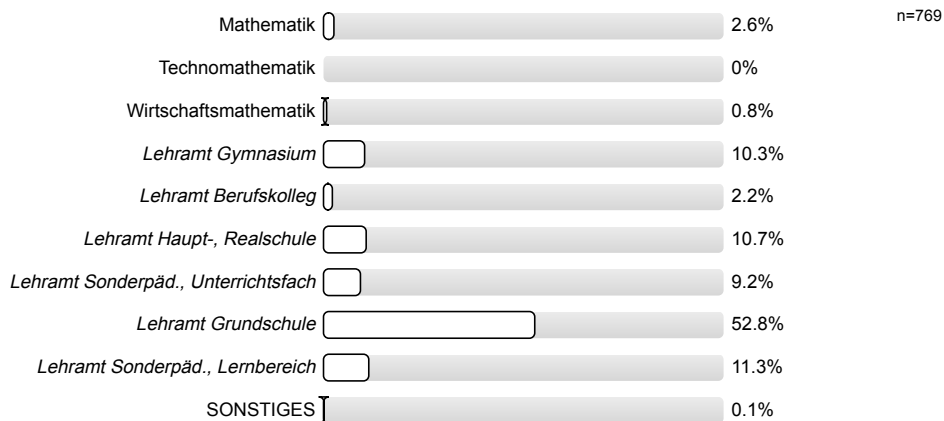 Mathematik 2.6% n=769
Technomathematik 0%
Wirtschaftsmathematik 0.8%
Lehramt Gymnasium 10.3%
Lehramt Berufskolleg 2.2%
Lehramt Haupt-, Realschule 10.7%
Lehramt Sonderpäd., Unterrichtsfach 9.2%
Lehramt Grundschule 52.8%
Lehramt Sonderpäd., Lernbereich 11.3%
SONSTIGES 0.1%